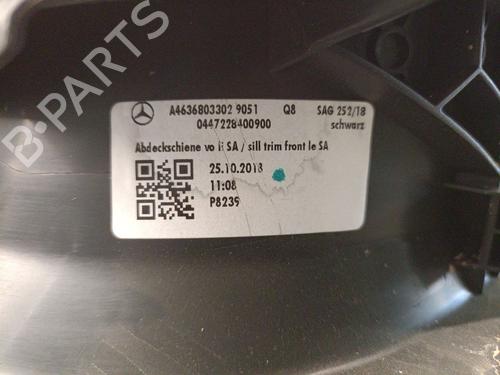 A4636803302 9051 Q8 SAG 252/18
0447228400900 schwarz
Abdeckschiene vo li SA / sill trim front le SA
25.10.2018
11:08
P8239
B-PARTS